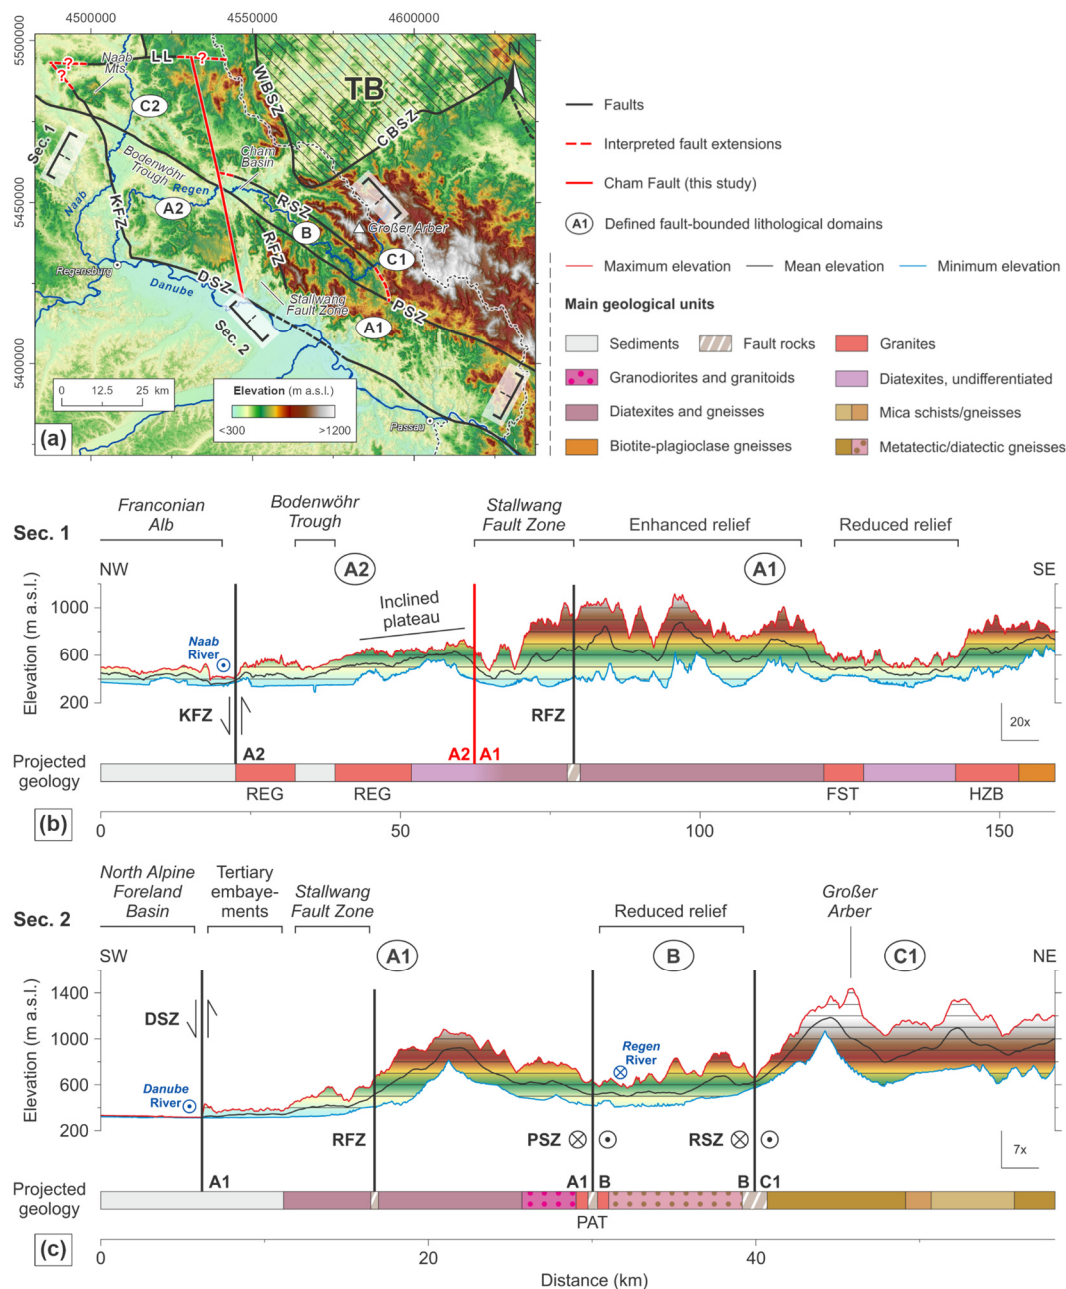 4500000
4550000
4600000
5500000
5450000
5400000
Naab
Mts.
LL
?
?
?
C2
WBSZ
TB
N
CBSZ
Sec. 1
Bodenwöhr
Trough
Cham
Basin
Regen
Naab
KFZ
A2
RSZ
B
Großer Arber
RFZ
C1
Regensburg
DSZ
Danube
Stallwang
Fault Zone
PSZ
A1
Sec. 2
0 12.5 25 km
Elevation (m a.s.l.)
<300 >1200
Passau
(a)
Faults
Interpreted fault extensions
Cham Fault (this study)
A1 Defined fault-bounded lithological domains
Maximum elevation Mean elevation Minimum elevation
Main geological units
Sediments Fault rocks Granites
Granodiorites and granitoids Diatexites, undifferentiated
Diatexites and gneisses Mica schists/gneisses
Biotite-plagioclase gneisses Metatectic/diatectic gneisses
Sec. 1
Franconian
Alb
Bodenwöhr
Trough
Stallwang
Fault Zone
Enhanced relief
Reduced relief
NW
A2
A1
SE
Elevation (m a.s.l.)
1000
600
200
Naab
River
Inclined
plateau
KFZ
RFZ
20x
A2
A2 A1
Projected
geology
REG
REG
FST
HZB
(b)
0 50 100 150
Sec. 2
North Alpine
Foreland
Basin
Tertiary
embaye-
ments
Stallwang
Fault Zone
Reduced relief
Großer
Arber
SW
A1
B
C1
NE
Elevation (m a.s.l.)
1400
1000
600
200
DSZ
Danube
River
Regen
River
RFZ
PSZ
RSZ
7x
A1
A1 B
B C1
Projected
geology
PAT
(c)
0 20 40
Distance (km)